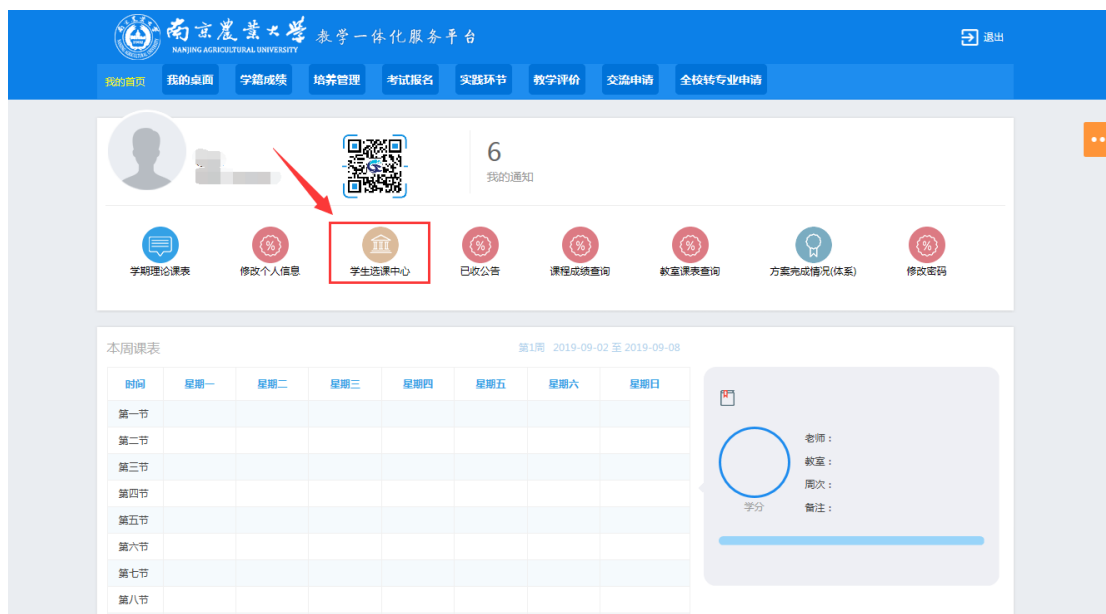 南京農業大學 教学一体化服务平台
NANJING AGRICULTURAL UNIVERSITY
退出
我的首页 我的桌面 学籍成绩 培养管理 考试报名 实践环节 教学评价 交流申请 全校转专业申请
6
我的通知
学期理论课表 修改个人信息 学生选课中心 已收公告 课程成绩查询 教室课表查询 方案完成情况(体系) 修改密码
本周课表 第1周 2019-09-02 至 2019-09-08
时间 星期一 星期二 星期三 星期四 星期五 星期六 星期日
第一节
第二节
第三节
第四节
第五节
第六节
第七节
第八节
老师：
教室：
周次：
学分 备注：